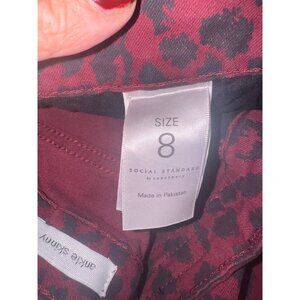 SIZE
8
SOCIAL STANDARD
by SANCTUARY
Made in Pakistan
ankle skinny